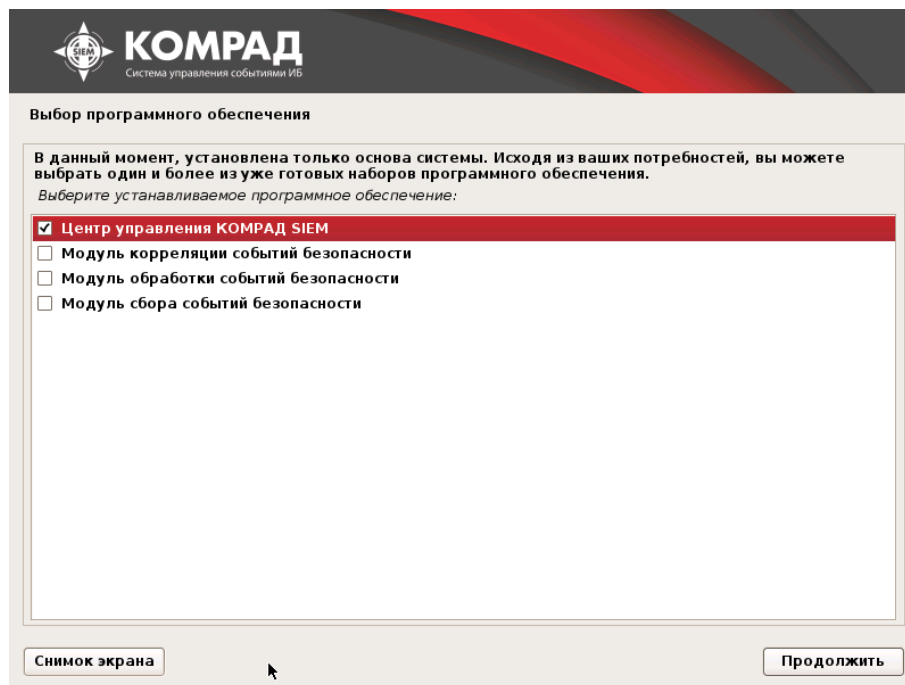 SIEM
КОМРАД
Система управления событиями ИБ
Выбор программного обеспечения
В данный момент, установлена только основа системы. Исходя из ваших потребностей, вы можете
выбрать один и более из уже готовых наборов программного обеспечения.
Выберите устанавливаемое программное обеспечение:
Центр управления КОМРАД SIEM
Модуль корреляции событий безопасности
Модуль обработки событий безопасности
Модуль сбора событий безопасности
Снимок экрана
Продолжить